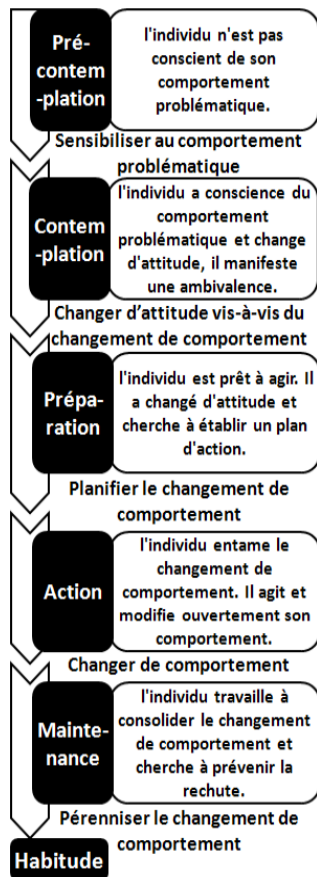 Pré-
contem
-plation
l'individu n'est pas
conscient de son
comportement
problématique.
Sensibiliser au comportement
problématique
Contem
-plation
l'individu a conscience du
comportement
problématique et change
d'attitude, il manifeste
une ambivalence.
Changer d’attitude vis-à-vis du
changement de comportement
Prépa-
ration
l'individu est prêt à agir. Il
a changé d'attitude et
cherche à établir un plan
d'action.
Planifier le changement de
comportement
Action
l'individu entame le
changement de
comportement. Il agit et
modifie ouvertement son
comportement.
Changer de comportement
Mainte-
nance
l'individu travaille à
consolider le changement
de comportement et
cherche à prévenir la
rechute.
Pérenniser le changement de
comportement
Habitude